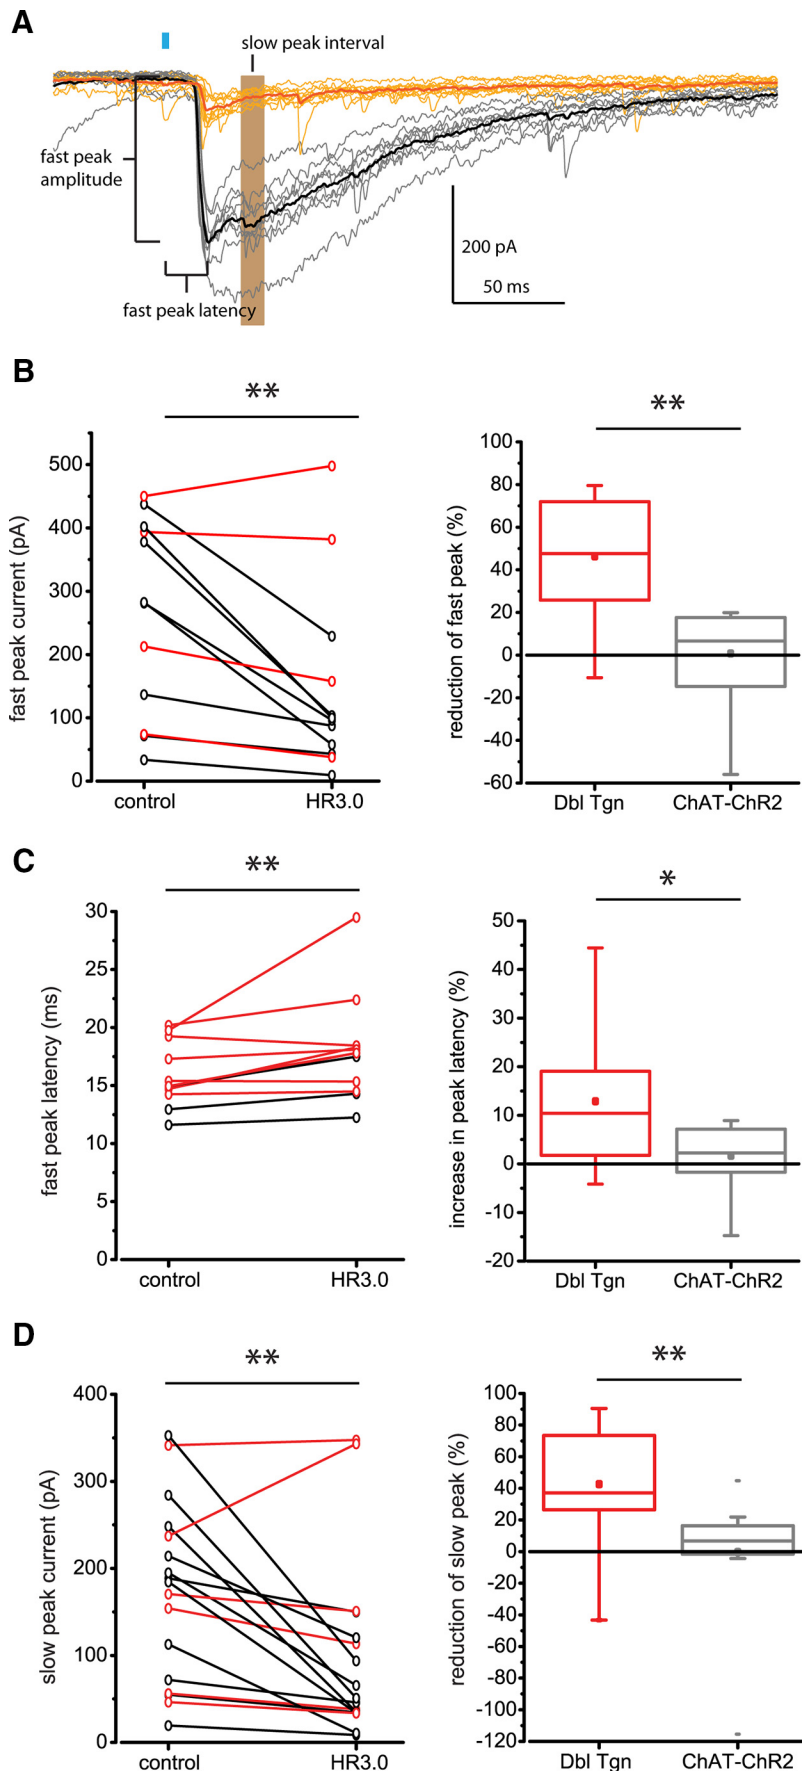 A
slow peak interval
fast peak
amplitude
200 pA
50 ms
fast peak latency
B
**
**
fast peak current (pA)
500
400
300
200
100
0
control
HR3.0
reduction of fast peak (%)
100
80
60
40
20
0
-20
-40
-60
Dbl Tgn
ChAT-ChR2
C
**
*
fast peak latency (ms)
30
25
20
15
10
5
0
control
HR3.0
increase in peak latency (%)
50
40
30
20
10
0
-10
-20
Dbl Tgn
ChAT-ChR2
D
**
**
slow peak current (pA)
400
300
200
100
0
control
HR3.0
reduction of slow peak (%)
100
80
60
40
20
0
-20
-40
-60
-80
-100
-120
Dbl Tgn
ChAT-ChR2